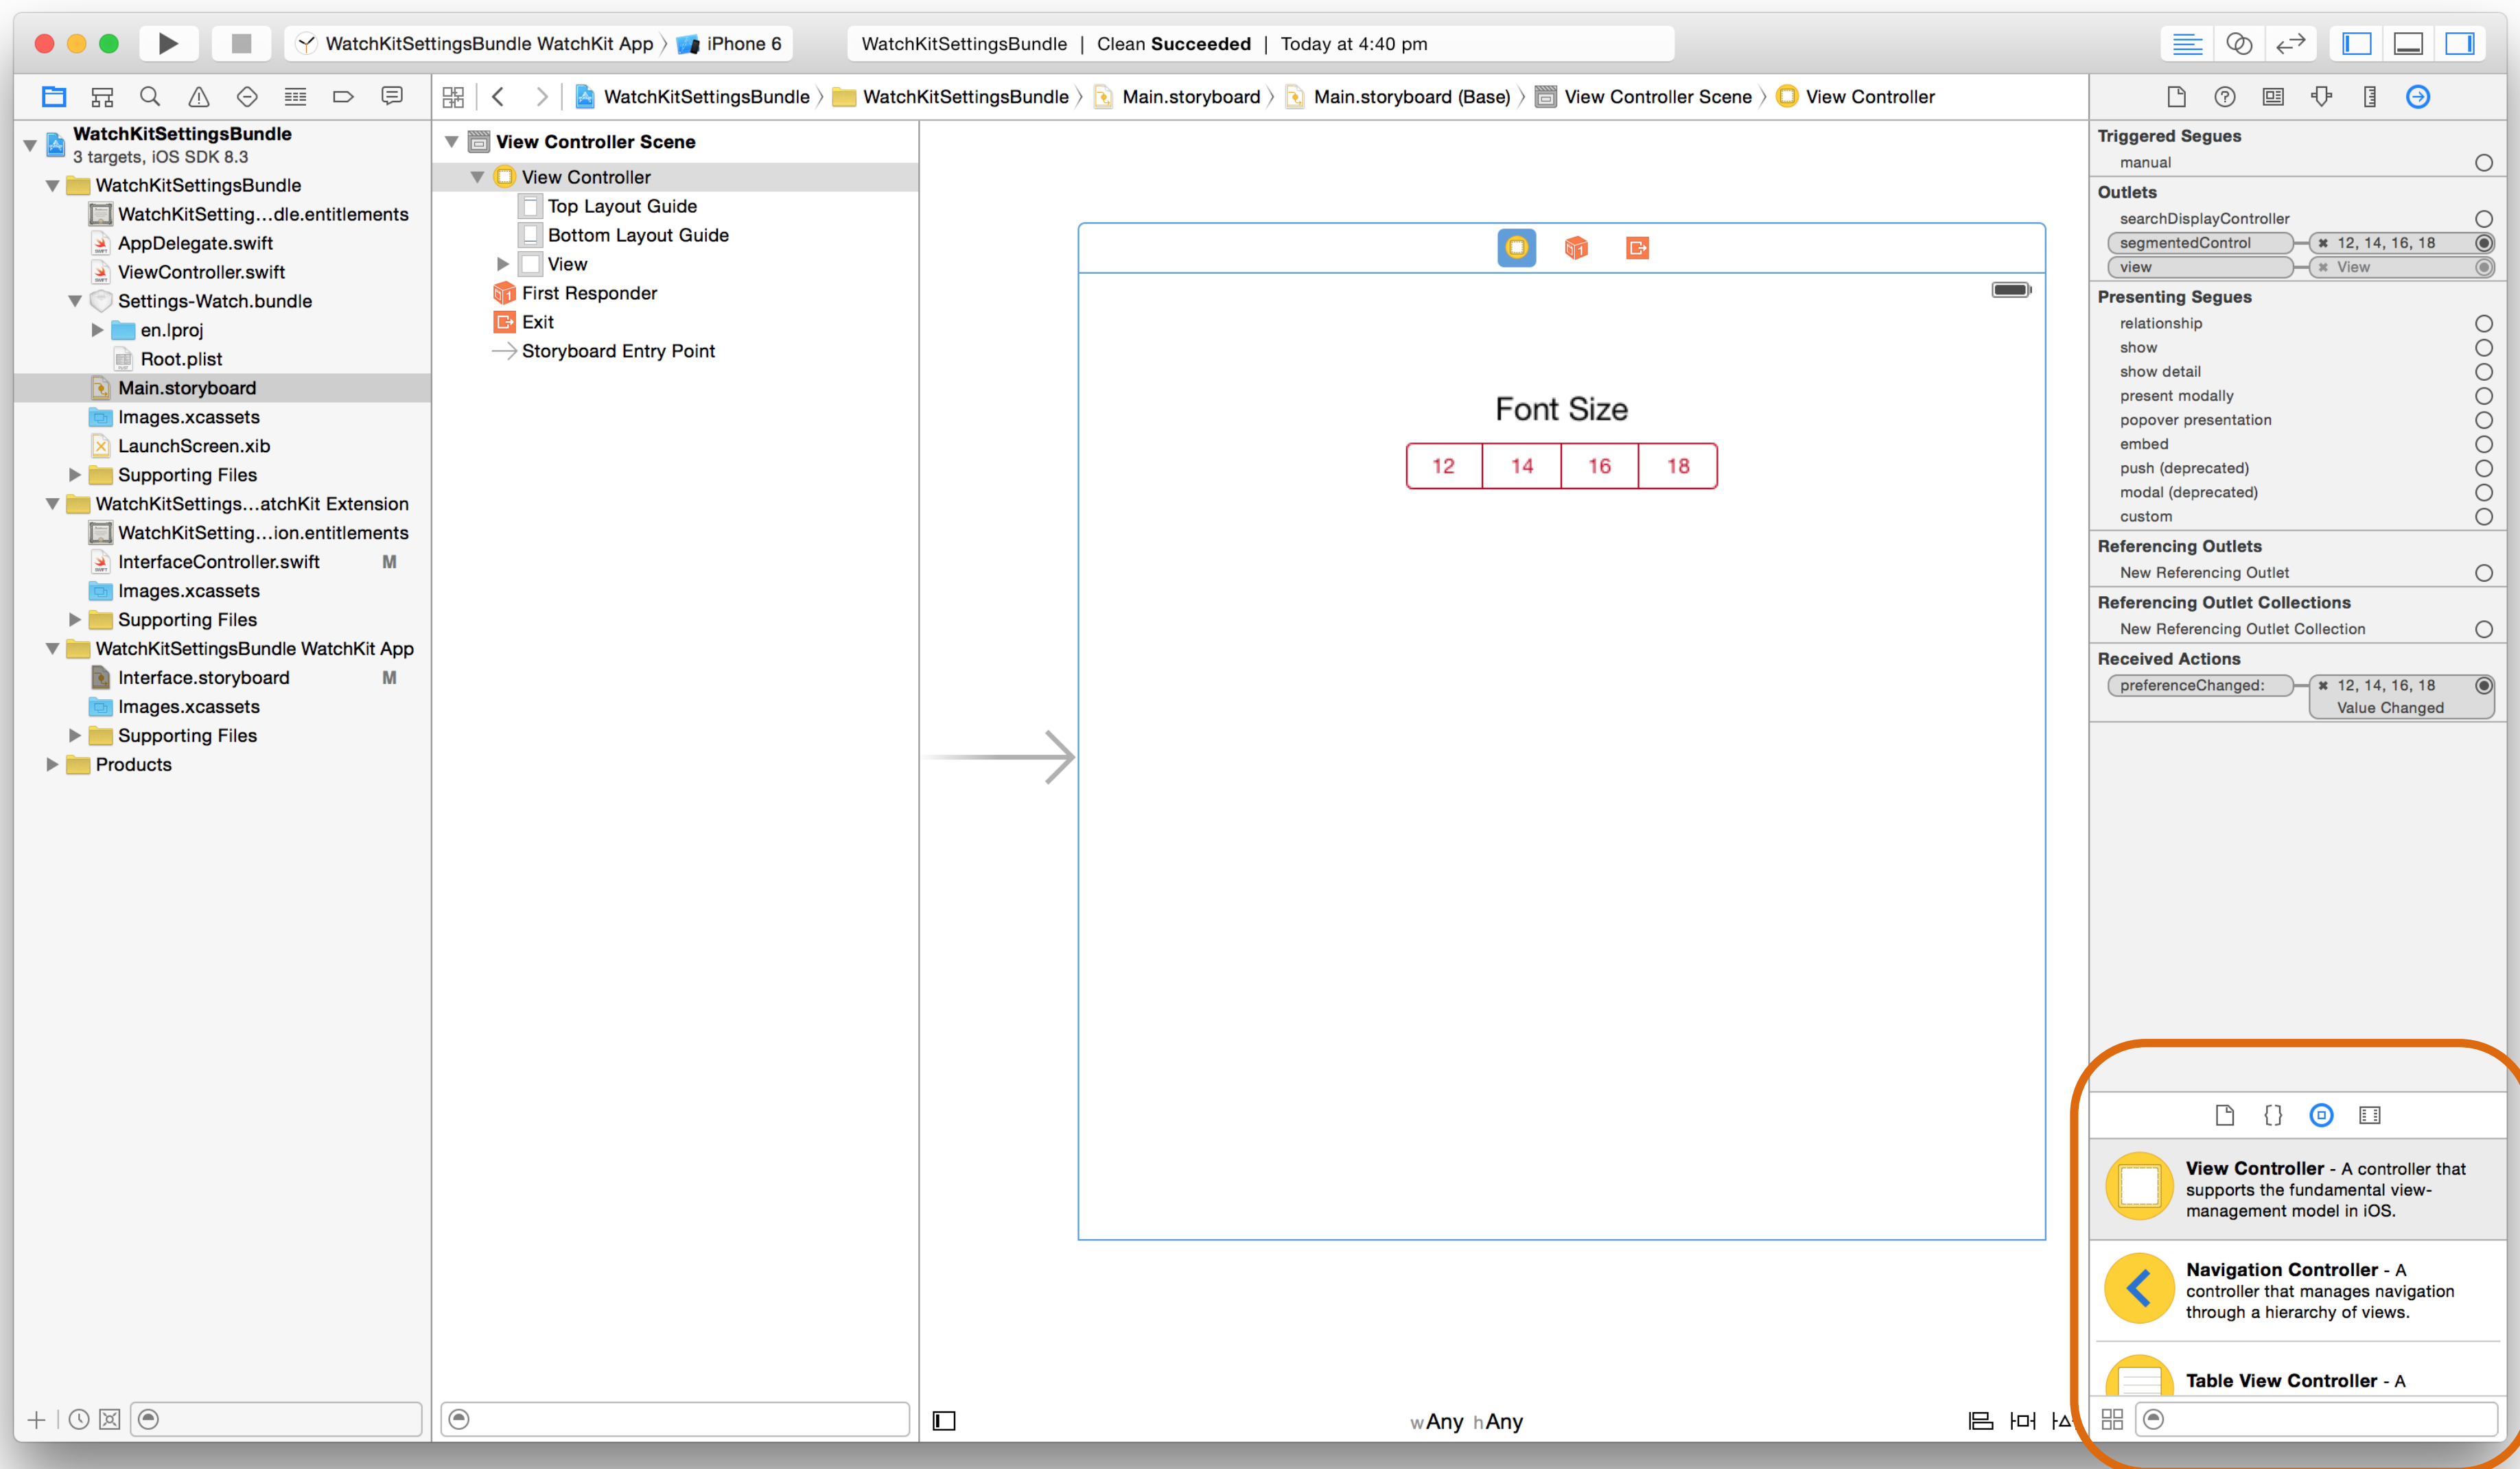 WatchKitSettingsBundle WatchKit App 〉 iPhone 6
WatchKitSettingsBundle | Clean Succeeded | Today at 4:40 pm
WatchKitSettingsBundle 〉 WatchKitSettingsBundle 〉 Main.storyboard 〉 Main.storyboard (Base) 〉 View Controller Scene 〉 View Controller
WatchKitSettingsBundle
3 targets, iOS SDK 8.3
WatchKitSettingsBundle
WatchKitSetting...dle.entitlements
AppDelegate.swift
ViewController.swift
Settings-Watch.bundle
en.lproj
Root.plist
Main.storyboard
Images.xcassets
LaunchScreen.xib
Supporting Files
WatchKitSettings...atchKit Extension
WatchKitSetting...ion.entitlements
InterfaceController.swift M
Images.xcassets
Supporting Files
WatchKitSettingsBundle WatchKit App
Interface.storyboard M
Images.xcassets
Supporting Files
Products
View Controller Scene
View Controller
Top Layout Guide
Bottom Layout Guide
View
First Responder
Exit
Storyboard Entry Point
Font Size
12 14 16 18
wAny hAny
Triggered Segues
manual
Outlets
searchDisplayController
segmentedControl 12, 14, 16, 18
view View
Presenting Segues
relationship
show
show detail
present modally
popover presentation
embed
push (deprecated)
modal (deprecated)
custom
Referencing Outlets
New Referencing Outlet
Referencing Outlet Collections
New Referencing Outlet Collection
Received Actions
preferenceChanged: 12, 14, 16, 18
Value Changed
{}
View Controller - A controller that
supports the fundamental view-
management model in iOS.
Navigation Controller - A
controller that manages navigation
through a hierarchy of views.
Table View Controller - A